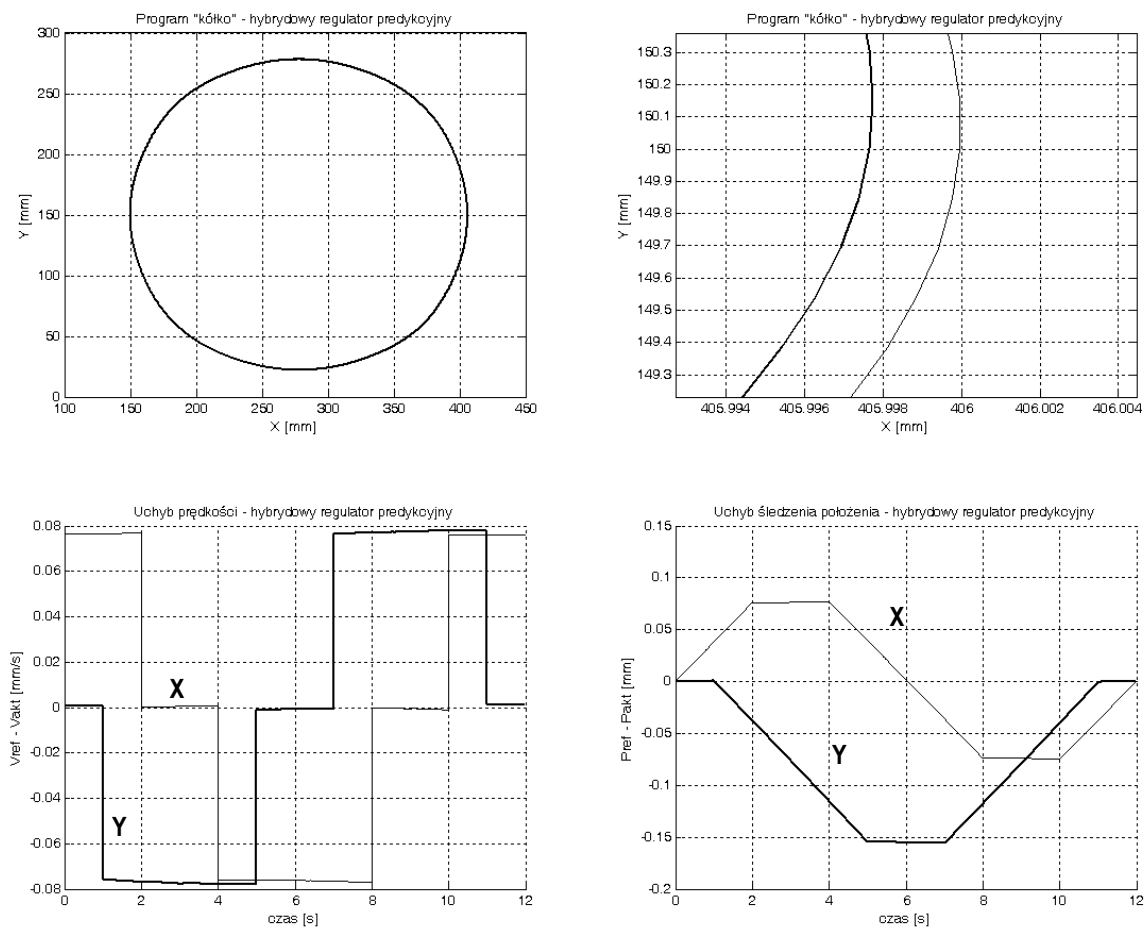 Program "kółko" - hybrydowy regulator predykcyjny
300
250
200
150
100
50
0
Y [mm]
100 150 200 250 300 350 400 450
X [mm]
Program "kółko" - hybrydowy regulator predykcyjny
150.3
150.2
150.1
150
149.9
149.8
149.7
149.6
149.5
149.4
149.3
Y [mm]
405.994 405.996 405.998 406 406.002 406.004
X [mm]
Uchyb prędkości - hybrydowy regulator predykcyjny
0.08
0.06
0.04
0.02
0
-0.02
-0.04
-0.06
-0.08
Vref - Vakt [mm/s]
X
Y
0 2 4 6 8 10 12
czas [s]
Uchyb śledzenia położenia - hybrydowy regulator predykcyjny
0.15
0.1
0.05
0
-0.05
-0.1
-0.15
-0.2
Pref - Pakt [mm]
X
Y
0 2 4 6 8 10 12
czas [s]